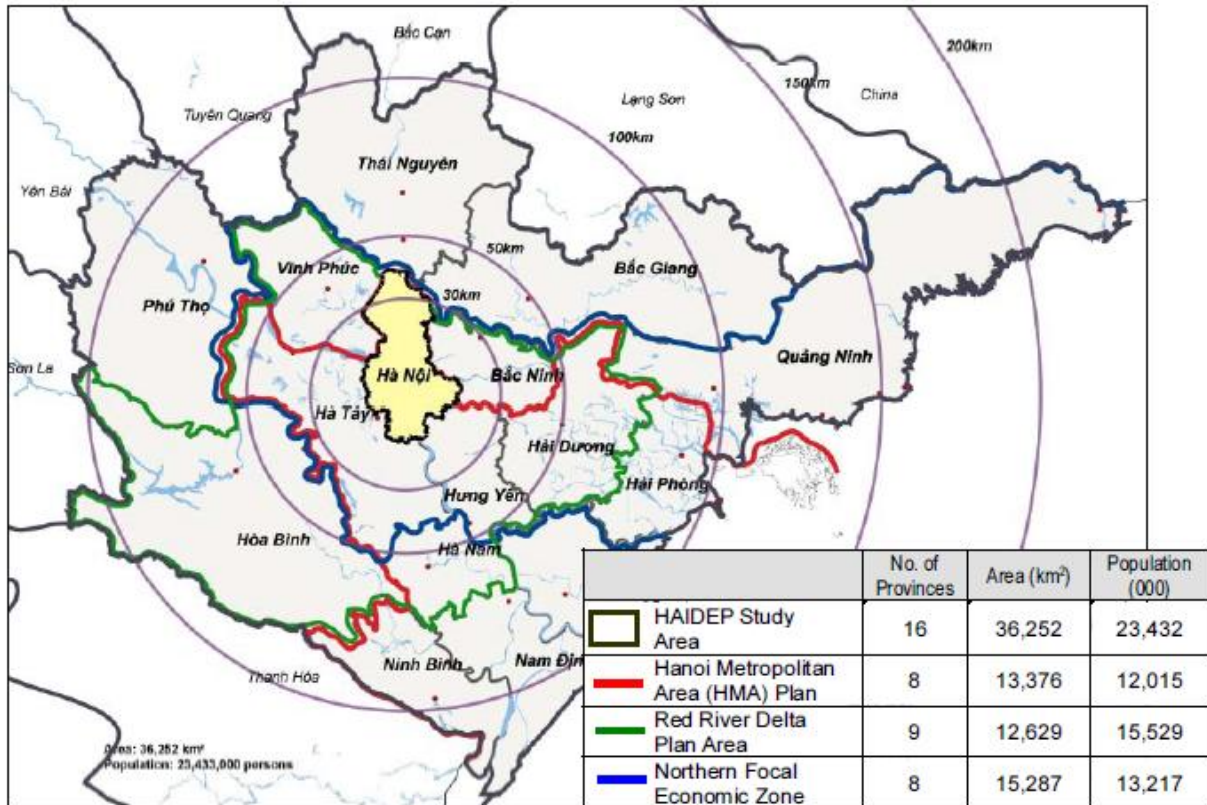 Bắc Cạn
200km
150km
China
Lạng Sơn
Tuyên Quang
100km
Thái Nguyên
Yên Bái
50km
Vĩnh Phúc
Bắc Giang
30km
Phú Thọ
Quảng Ninh
Sơn La
Hà Nội
Bắc Ninh
Hà Tây
Hải Dương
Hải Phòng
Hưng Yên
Hòa Bình
Hà Nam
Ninh Bình
Nam Địn
Thanh Hóa
Area: 36,252 km²
Population: 23,433,000 persons
No. of Provinces Area (km²) Population (000)
HAIDEP Study Area 16 36,252 23,432
Hanoi Metropolitan Area (HMA) Plan 8 13,376 12,015
Red River Delta Plan Area 9 12,629 15,529
Northern Focal Economic Zone 8 15,287 13,217